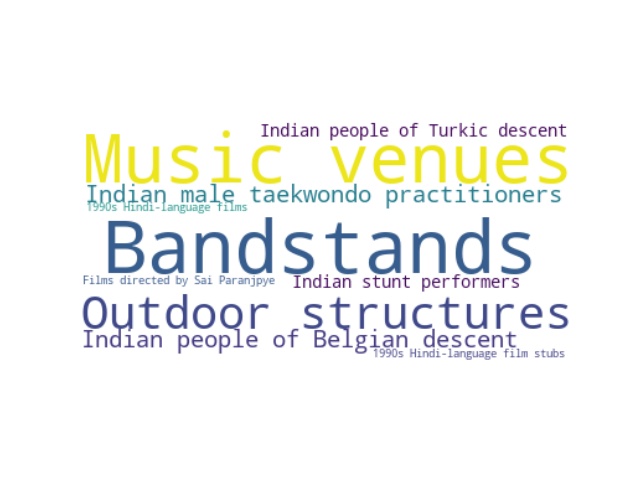 Indian people of Turkic descent
Music venues
Indian male taekwondo practitioners
1990s Hindi-language films
Bandstands
Films directed by Sai Paranjpye
Indian stunt performers
Outdoor structures
Indian people of Belgian descent
1990s Hindi-language film stubs